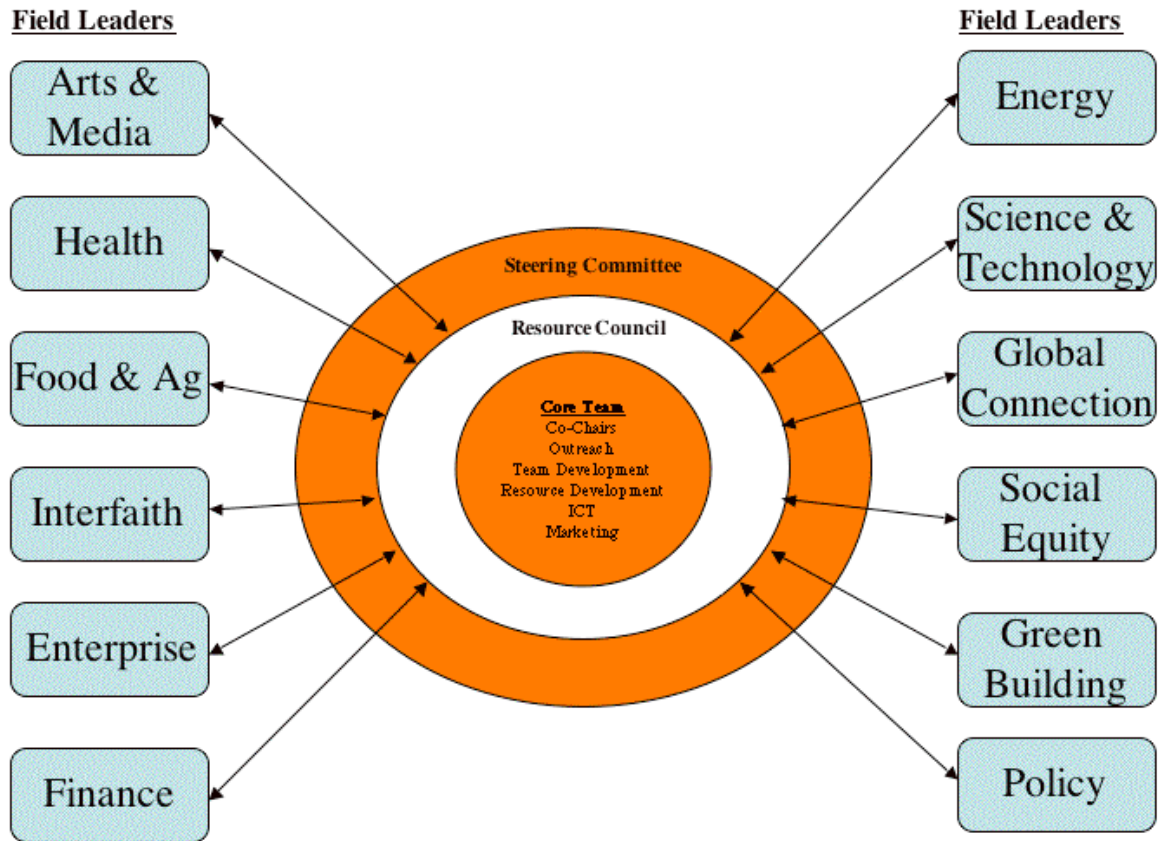 Field Leaders
Arts &
Media
Health
Food & Ag
Interfaith
Enterprise
Finance
Steering Committee
Resource Council
Core Team
Co-Chairs
Outreach
Team Development
Resource Development
ICT
Marketing
Field Leaders
Energy
Science &
Technology
Global
Connection
Social
Equity
Green
Building
Policy